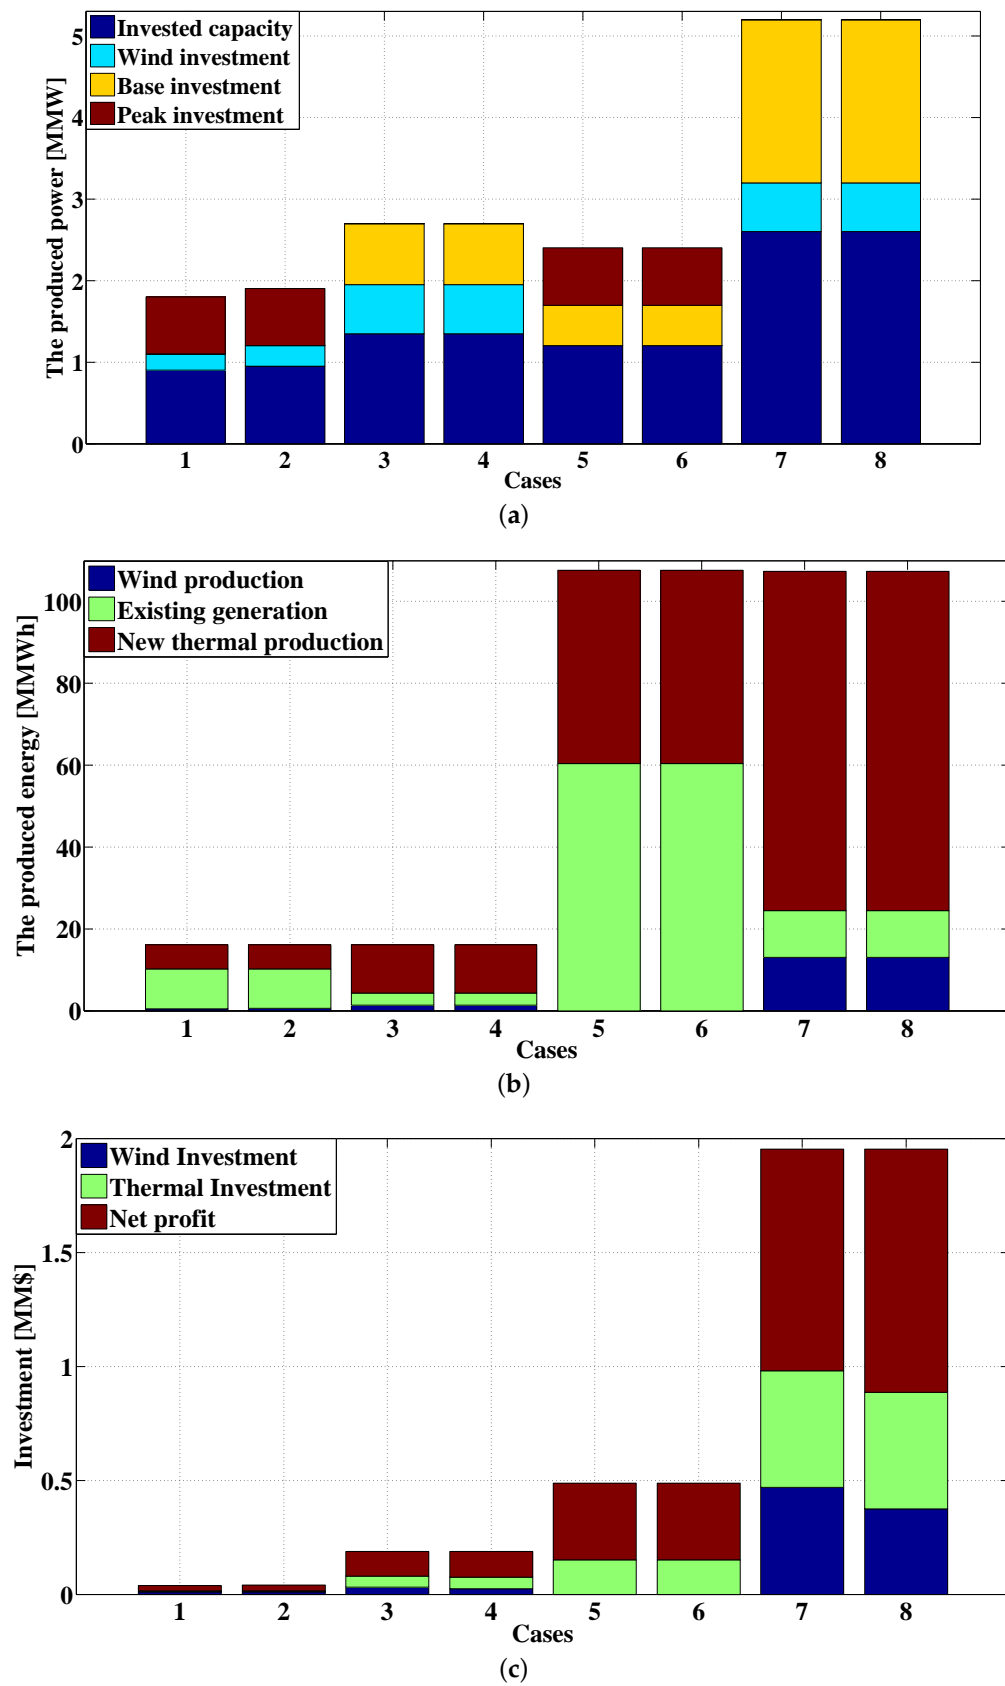 Invested capacity
Wind investment
Base investment
Peak investment
The produced power [MMW]
5
4
3
2
1
0
1 2 3 4 5 6 7 8
Cases
(a)
Wind production
Existing generation
New thermal production
The produced energy [MMWh]
100
80
60
40
20
0
1 2 3 4 5 6 7 8
Cases
(b)
Wind Investment
Thermal Investment
Net profit
Investment [MM$]
2
1.5
1
0.5
0
1 2 3 4 5 6 7 8
Cases
(c)